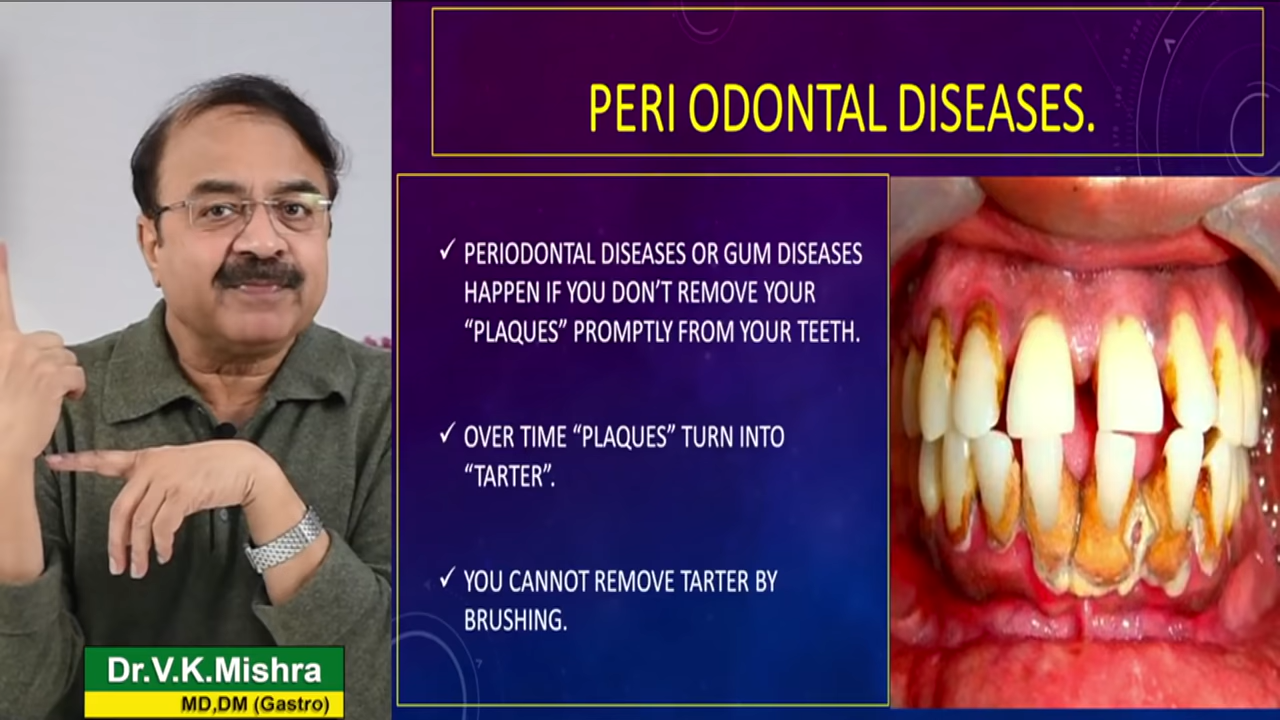 PERI ODONTAL DISEASES.
✓ PERIODONTAL DISEASES OR GUM DISEASES
HAPPEN IF YOU DON'T REMOVE YOUR
“PLAQUES” PROMPTLY FROM YOUR TEETH.
✓ OVER TIME “PLAQUES” TURN INTO
“TARTER”.
✓ YOU CANNOT REMOVE TARTER BY
BRUSHING.
Dr.V.K.Mishra
MD,DM (Gastro)